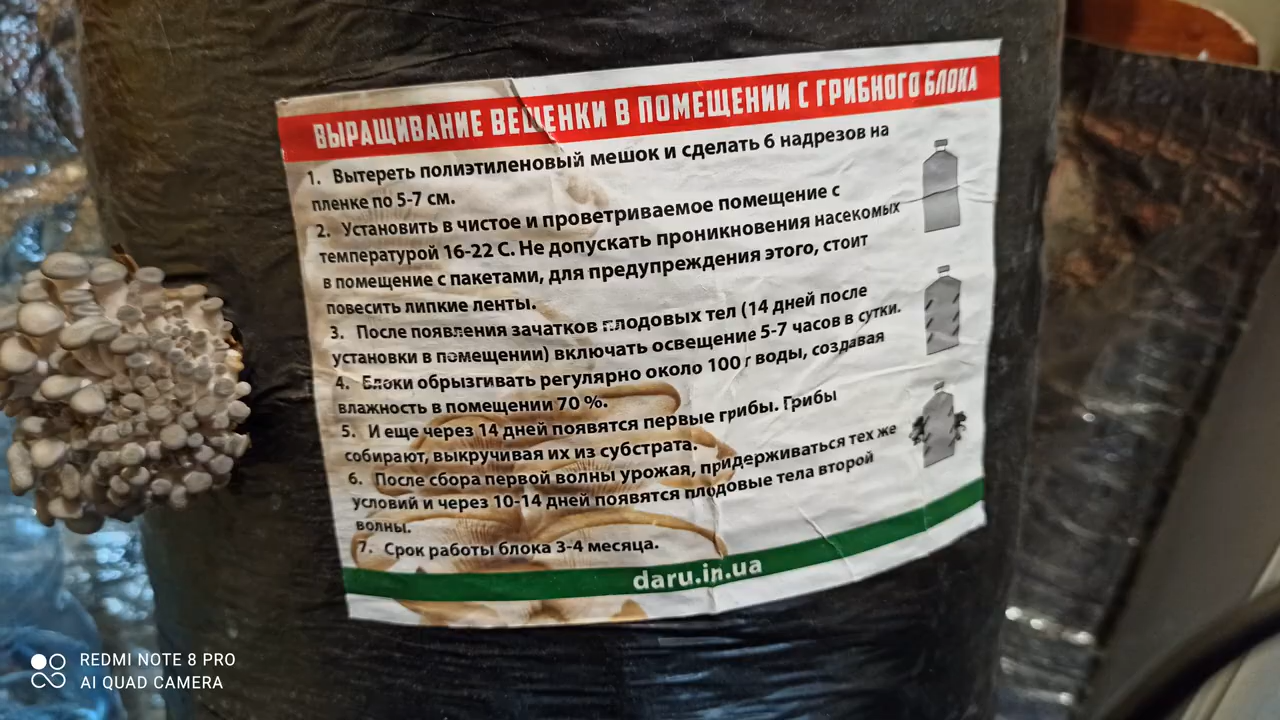 ВЫРАЩИВАНИЕ ВЕШЕНКИ В ПОМЕЩЕНИИ С ГРИБНОГО БЛОКА
1. Вытереть полиэтиленовый мешок и сделать 6 надрезов на
пленке по 5-7 см.
2. Установить в чистое и проветриваемое помещение с
температурой 16-22 С. Не допускать проникновения насекомых
в помещение с пакетами, для предупреждения этого, стоит
повесить липкие ленты.
3. После появления зачатков плодовых тел (14 дней после
установки в помещении) включать освещение 5-7 часов в сутки.
4. Блоки обрызгивать регулярно около 100 г воды, создавая
влажность в помещении 70 %.
5. И еще через 14 дней появятся первые грибы. Грибы
собирают, выкручивая их из субстрата.
6. После сбора первой волны урожая, придерживаться тех же
условий и через 10-14 дней появятся плодовые тела второй
волны.
7. Срок работы блока 3-4 месяца.
daru.in.ua
REDMI NOTE 8 PRO
AI QUAD CAMERA